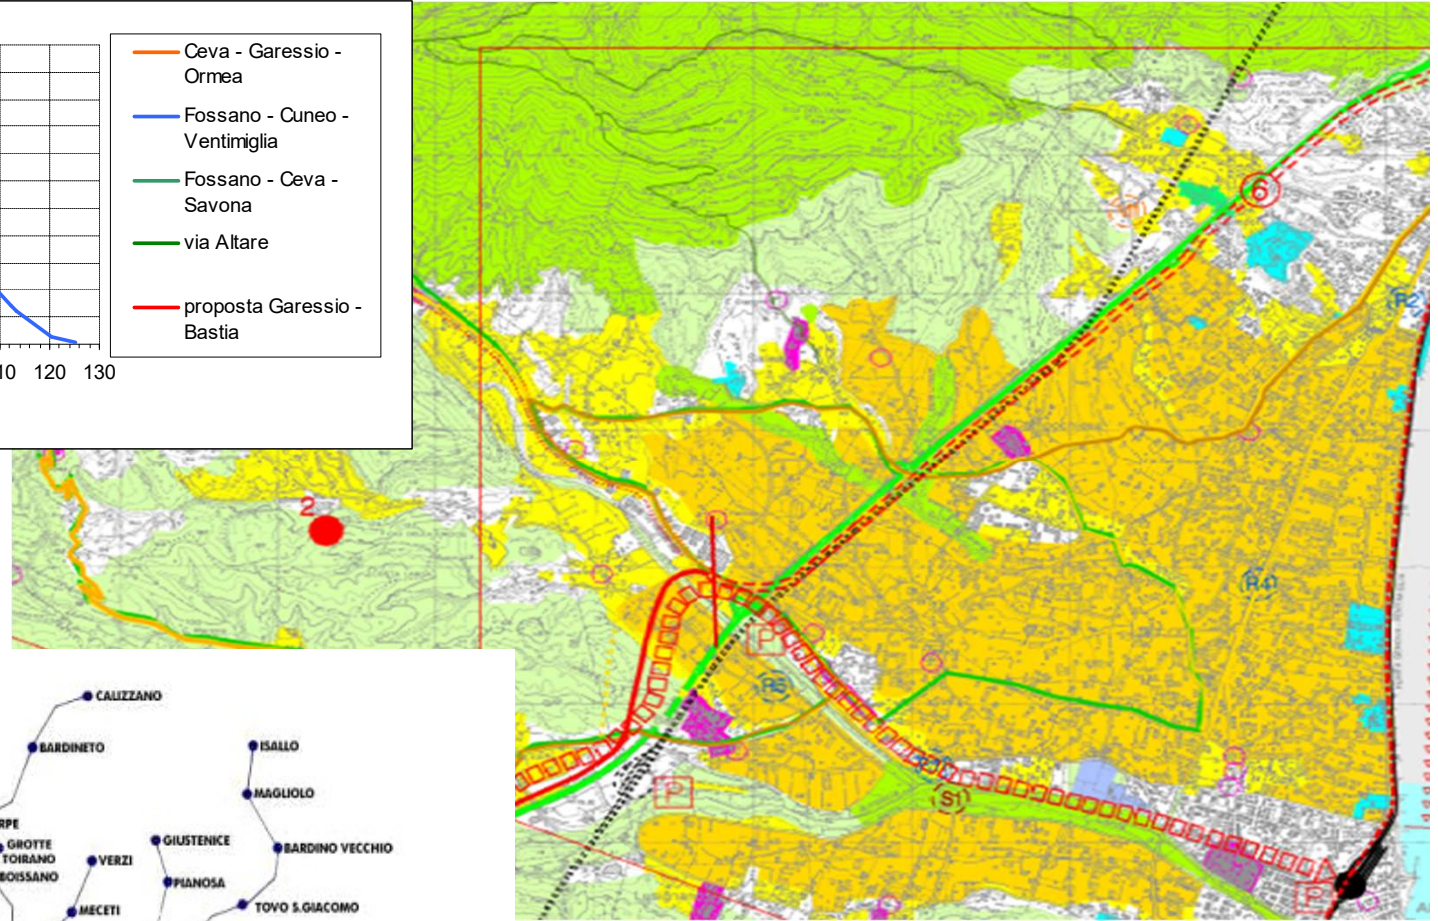 Ceva - Garessio -
Ormea
Fossano - Cuneo -
Ventimiglia
Fossano - Ceva -
Savona
via Altare
proposta Garessio -
Bastia
10 120 130
6
R2
2
R4
P
R5
P
S1
P
CALIZZANO
BARDINETO
ISALLO
MAGLIOLO
RPE
GROTTE
TOIRANO
BOISSANO
VERZI
GIUSTENICE
BARDINO VECCHIO
PIANOSA
MECETI
TOVO S.GIACOMO